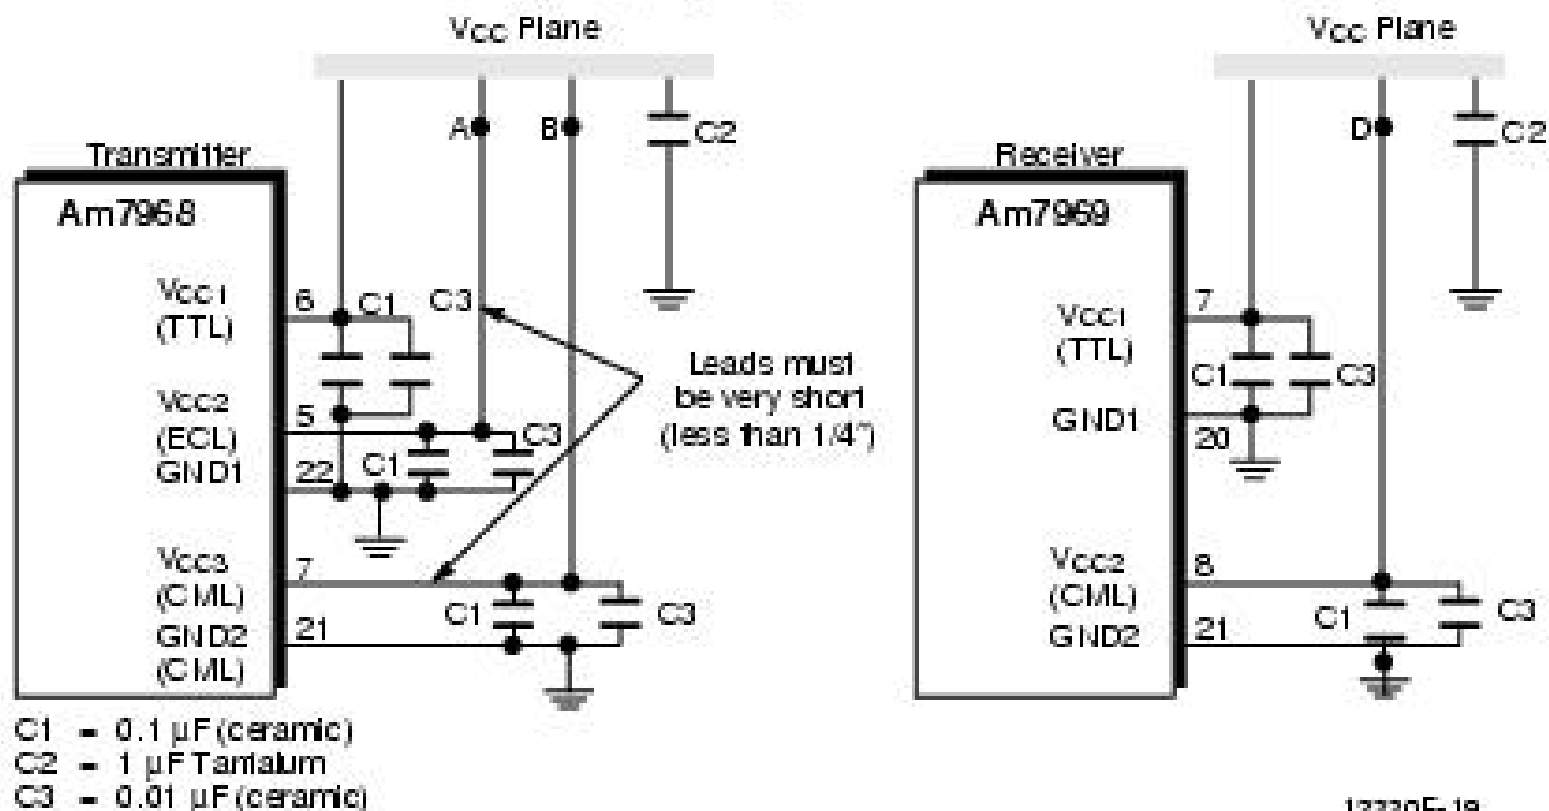 VCC Plane
A
B
C2
Transmitter
Am7968
VCC1
(TTL)
6
C1
C3
VCC2
(ECL)
5
GND1
22
C1
C3
Leads must
be very short
(less than 1/4")
VCC3
(CML)
7
GND2
(CML)
21
C1
C3
VCC Plane
D
C2
Receiver
Am7969
VCC1
(TTL)
7
C1
C3
GND1
20
VCC2
(CML)
8
GND2
21
C1
C3
C1 = 0.1 µF (ceramic)
C2 = 1 µF Tantalum
C3 = 0.01 µF (ceramic)